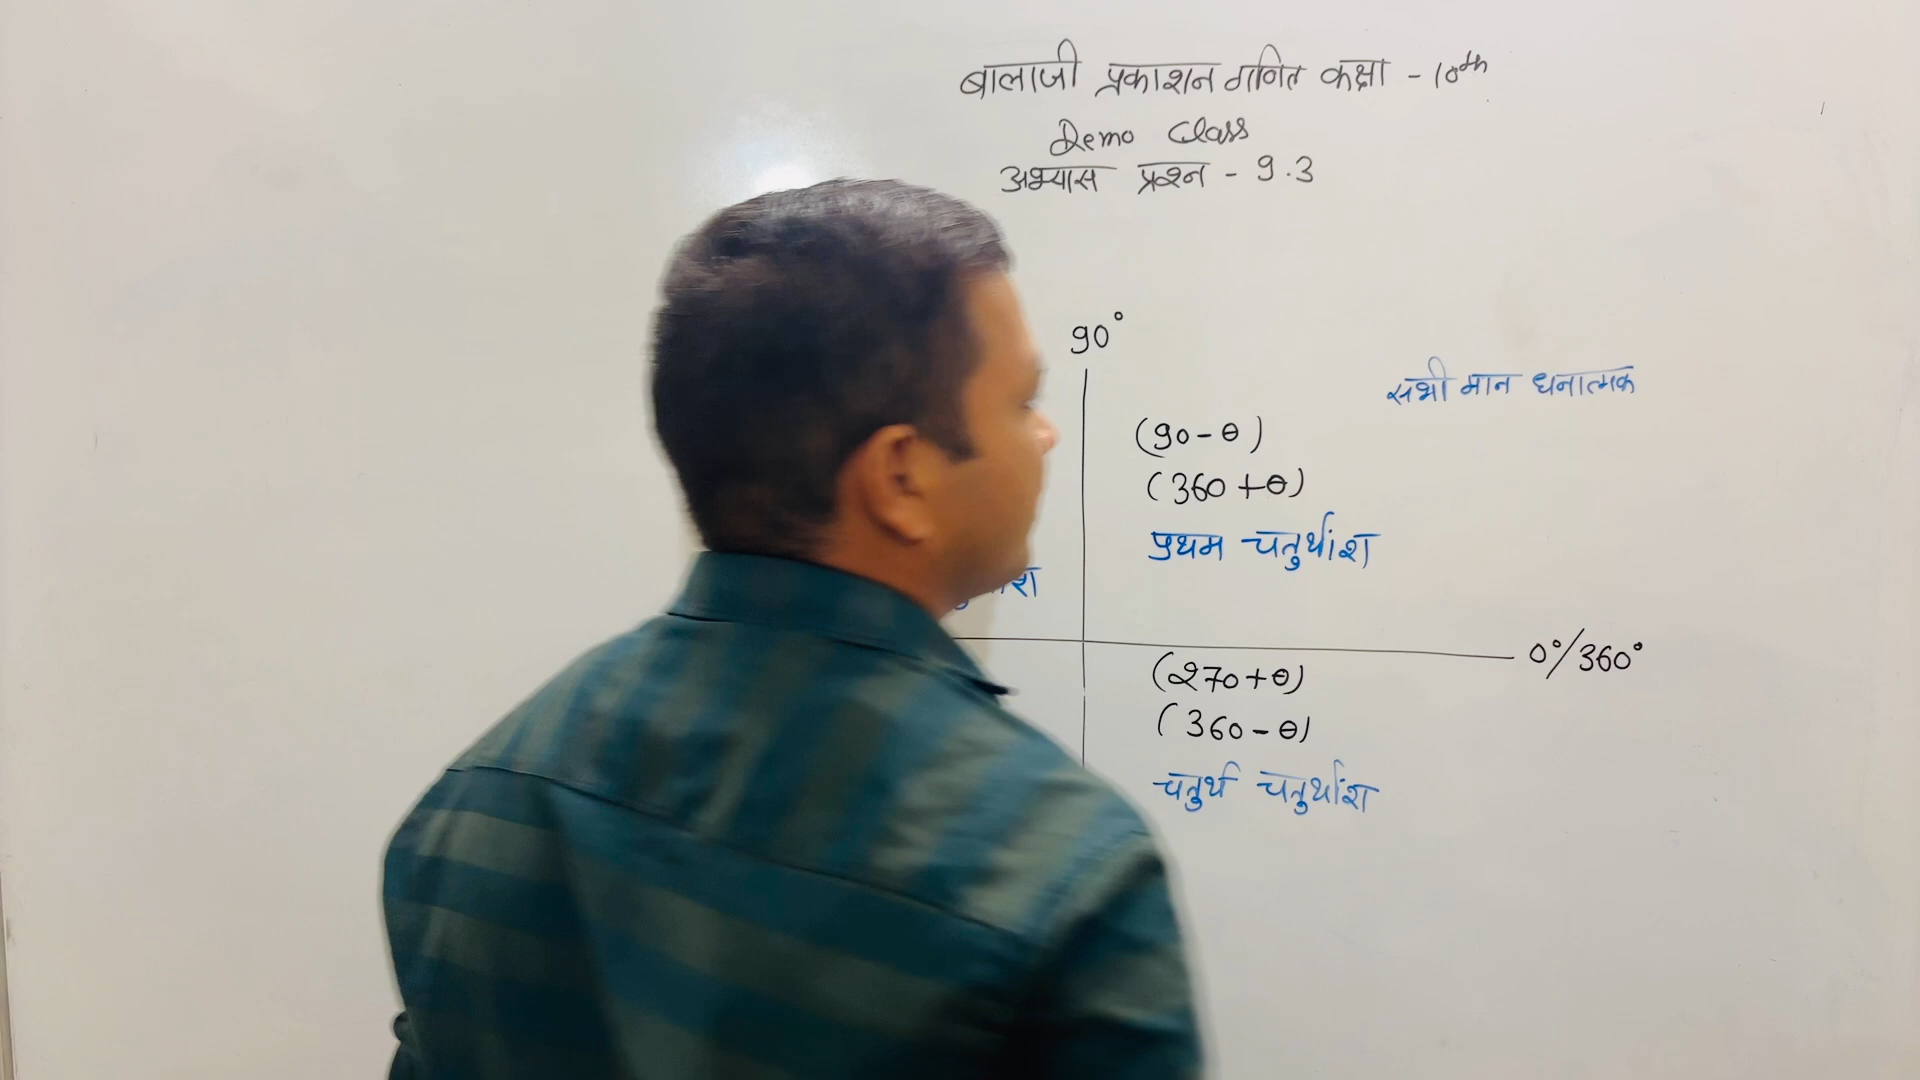 बालाजी प्रकाशन गणित कक्षा - 10th
Demo Class
अभ्यास प्रश्न - 9.3
90°
सभी मान धनात्मक
(90-θ)
(360+θ)
प्रथम चतुर्थांश
0°/360°
(270+θ)
(360-θ)
चतुर्थ चतुर्थांश